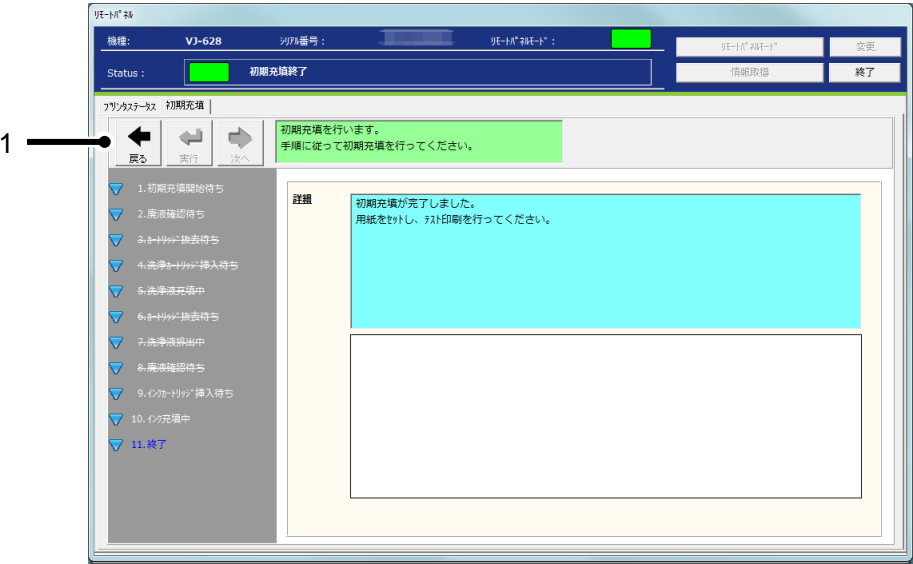 ﾘﾓｰﾄﾊﾟﾈﾙ
機種: VJ-628 ｼﾘｱﾙ番号： ﾘﾓｰﾄﾊﾟﾈﾙﾓｰﾄﾞ： ﾘﾓｰﾄﾊﾟﾈﾙﾓｰﾄﾞ 変更
Status： 初期充填終了 情報取得 終了
ﾌﾟﾘﾝﾀｽﾃｰﾀｽ 初期充填
1
戻る 実行 次へ
初期充填を行います。
手順に従って初期充填を行ってください。
1.初期充填開始待ち
2.廃液確認待ち
3.ｶｰﾄﾘｯｼﾞ抜去待ち
4.洗浄ｶｰﾄﾘｯｼﾞ挿入待ち
5.洗浄液充填中
6.ｶｰﾄﾘｯｼﾞ抜去待ち
7.洗浄液排出中
8.廃液確認待ち
9.ｲﾝｸｶｰﾄﾘｯｼﾞ挿入待ち
10.ｲﾝｸ充填中
11.終了
詳細
初期充填が完了しました。
用紙をｾｯﾄし、ﾃｽﾄ印刷を行ってください。